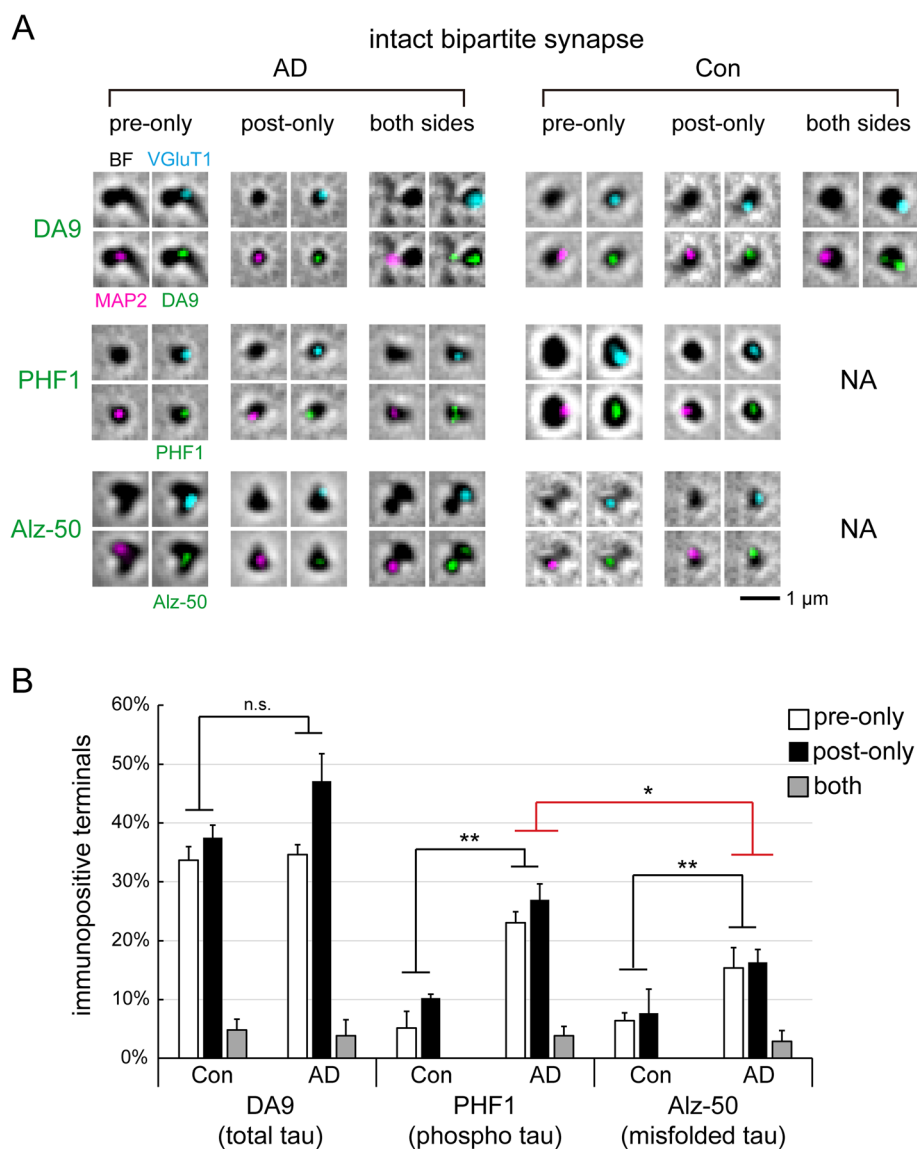 A
intact bipartite synapse
AD Con
pre-only post-only both sides pre-only post-only both sides
BF VGluT1
DA9
MAP2 DA9
PHF1 NA
PHF1
Alz-50 NA
Alz-50
1 µm
B
immunopositive terminals
60%
50%
40%
30%
20%
10%
0%
n.s.
**
*
**
pre-only
post-only
both
Con AD Con AD Con AD
DA9 PHF1 Alz-50
(total tau) (phospho tau) (misfolded tau)